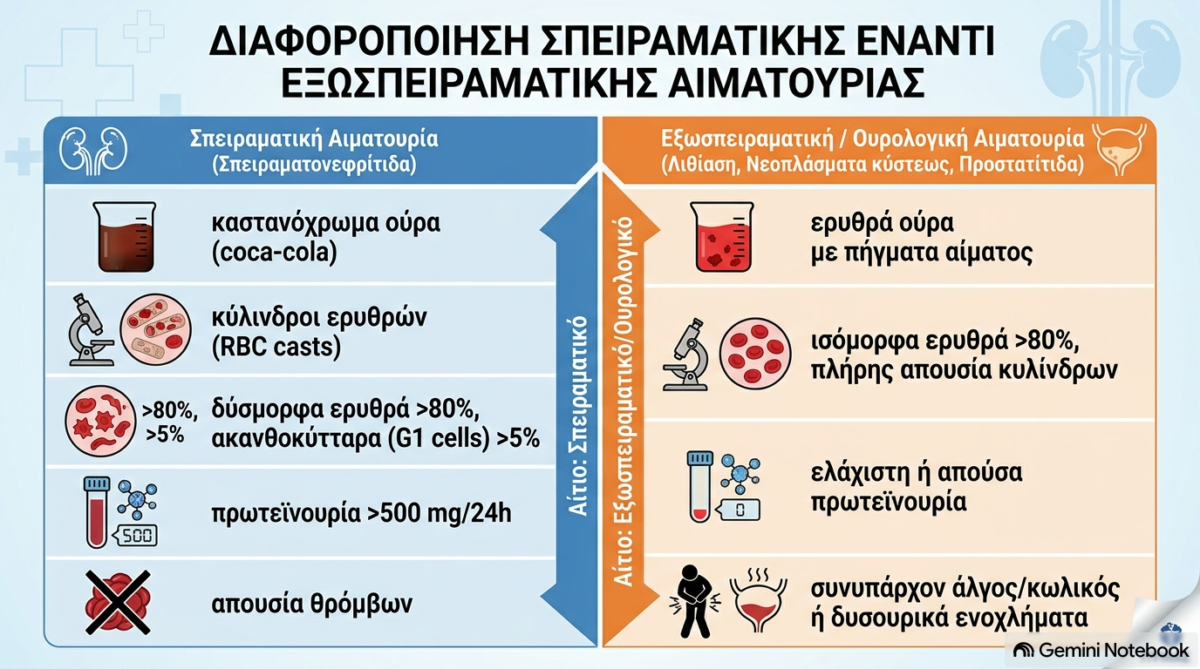 ΔΙΑΦΟΡΟΠΟΙΗΣΗ ΣΠΕΙΡΑΜΑΤΙΚΗΣ ΕΝΑΝΤΙ
ΕΞΩΣΠΕΙΡΑΜΑΤΙΚΗΣ ΑΙΜΑΤΟΥΡΙΑΣ
Σπειραματική Αιματουρία
(Σπειραματονεφρίτιδα)
καστανόχρωμα ούρα
(coca-cola)
κύλινδροι ερυθρών
(RBC casts)
>80%,
>5%
δύσμορφα ερυθρά >80%,
ακανθοκύτταρα (G1 cells) >5%
500
πρωτεϊνουρία >500 mg/24h
απουσία θρόμβων
Αίτιο: Σπειραματικό
Αίτιο: Εξωσπειραματικό/Ουρολογικό
Εξωσπειραματική / Ουρολογική Αιματουρία
(Λιθίαση, Νεοπλάσματα κύστεως, Προστατίτιδα)
ερυθρά ούρα
με πήγματα αίματος
ισόμορφα ερυθρά >80%,
πλήρης απουσία κυλίνδρων
0
ελάχιστη ή απούσα
πρωτεϊνουρία
συνυπάρχον άλγος/κωλικός
ή δυσουρικά ενοχλήματα
Gemini Notebook